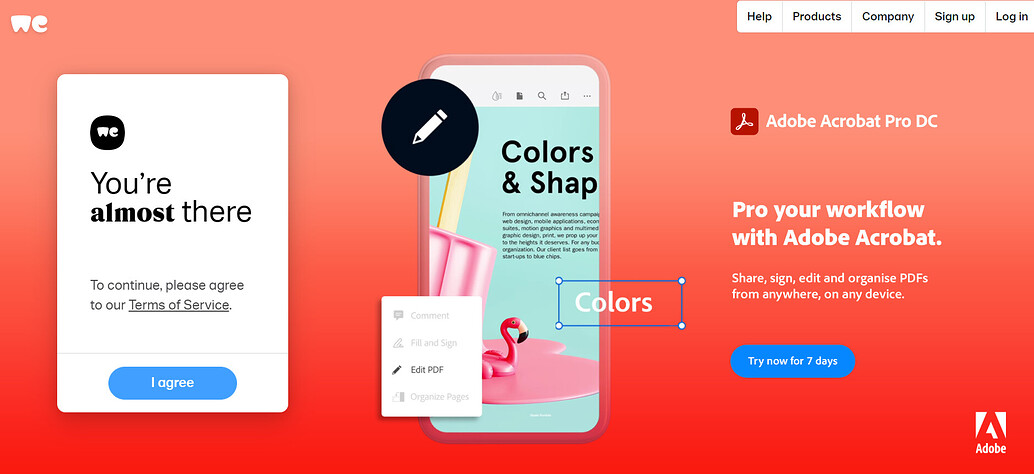 we
Help
Products
Company
Sign up
Log in
we
You're
almost there
To continue, please agree
to our Terms of Service.
I agree
Colors
& Shap
From omnichannel awareness campaig
web design, mobile applications, econ
suites, motion graphics and multimed
graphic design, print, we prop up your
to the heights it deserves. For any bud
organization. Our client list goes from
start-ups to blue chips.
Colors
Comment
Fill and Sign
Edit PDF
Organize Pages
Adobe Acrobat Pro DC
Pro your workflow
with Adobe Acrobat.
Share, sign, edit and organise PDFs
from anywhere, on any device.
Try now for 7 days
Adobe